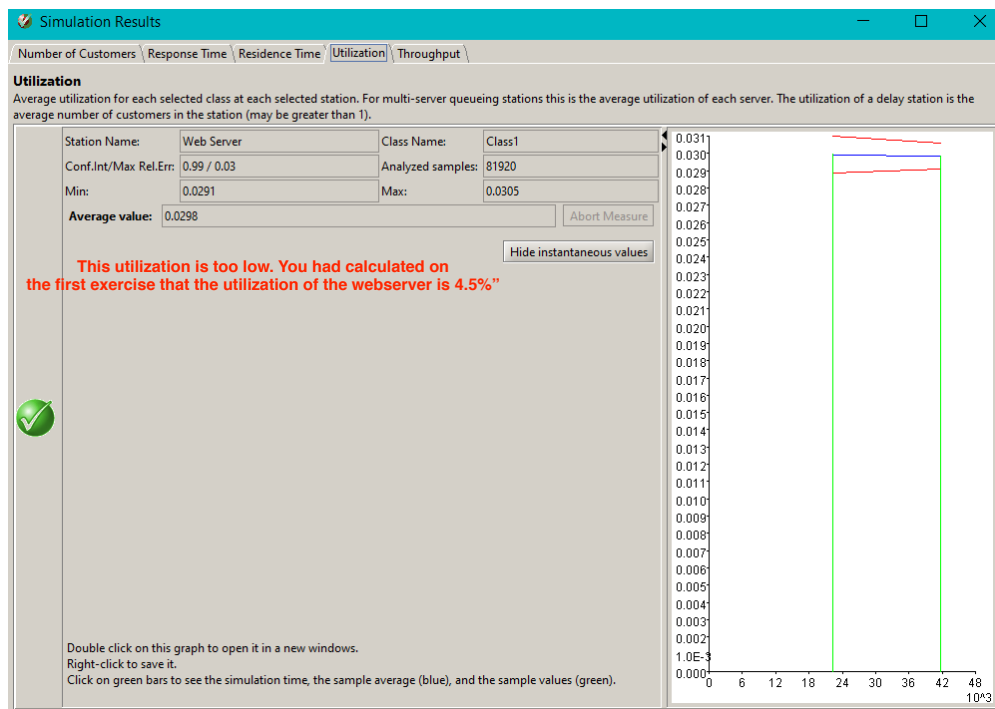 Simulation Results
Number of Customers Response Time Residence Time Utilization Throughput
Utilization
Average utilization for each selected class at each selected station. For multi-server queueing stations this is the average utilization of each server. The utilization of a delay station is the
average number of customers in the station (may be greater than 1).
Station Name: Web Server Class Name: Class1
Conf.Int/Max Rel.Err: 0.99 / 0.03 Analyzed samples: 81920
Min: 0.0291 Max: 0.0305
Average value: 0.0298 Abort Measure
Hide instantaneous values
This utilization is too low. You had calculated on
the first exercise that the utilization of the webserver is 4.5%”
Double click on this graph to open it in a new windows.
Right-click to save it.
Click on green bars to see the simulation time, the sample average (blue), and the sample values (green).
0.031
0.030
0.029
0.028
0.027
0.026
0.025
0.024
0.023
0.022
0.021
0.020
0.019
0.018
0.017
0.016
0.015
0.014
0.013
0.012
0.011
0.010
0.009
0.008
0.007
0.006
0.005
0.004
0.003
0.002
1.0E-3
0.000
0 6 12 18 24 30 36 42 48
10^3